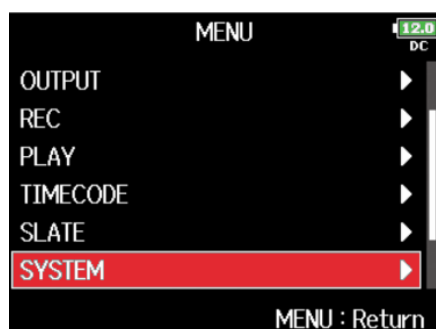 MENU
12.0
DC
OUTPUT
REC
PLAY
TIMECODE
SLATE
SYSTEM
MENU : Return